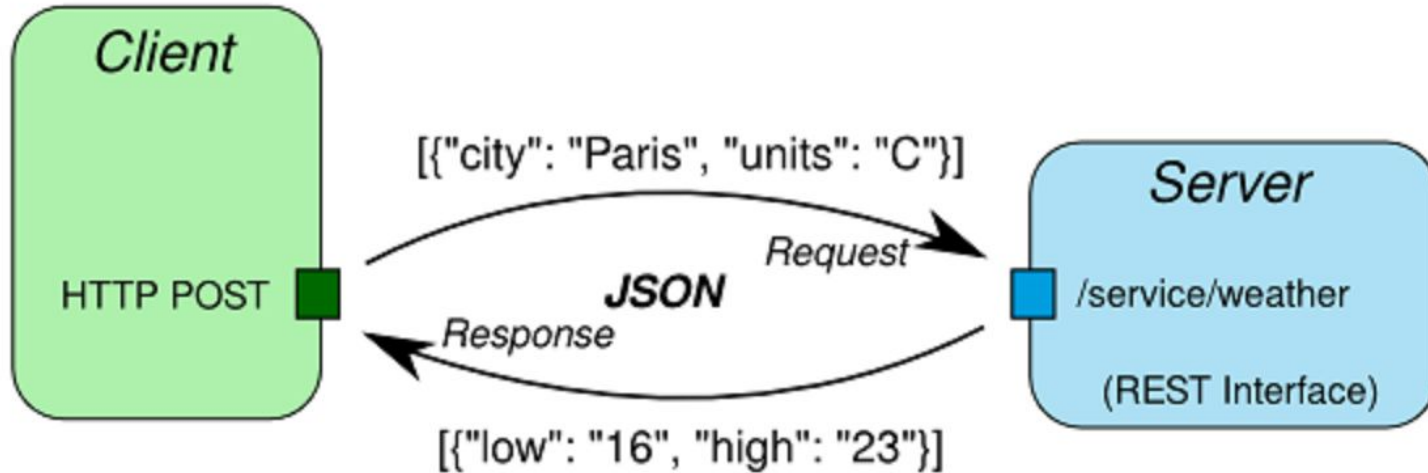 Client
[{"city": "Paris", "units": "C"}]
Server
Request
HTTP POST
JSON
/service/weather
Response
(REST Interface)
[{"low": "16", "high": "23"}]